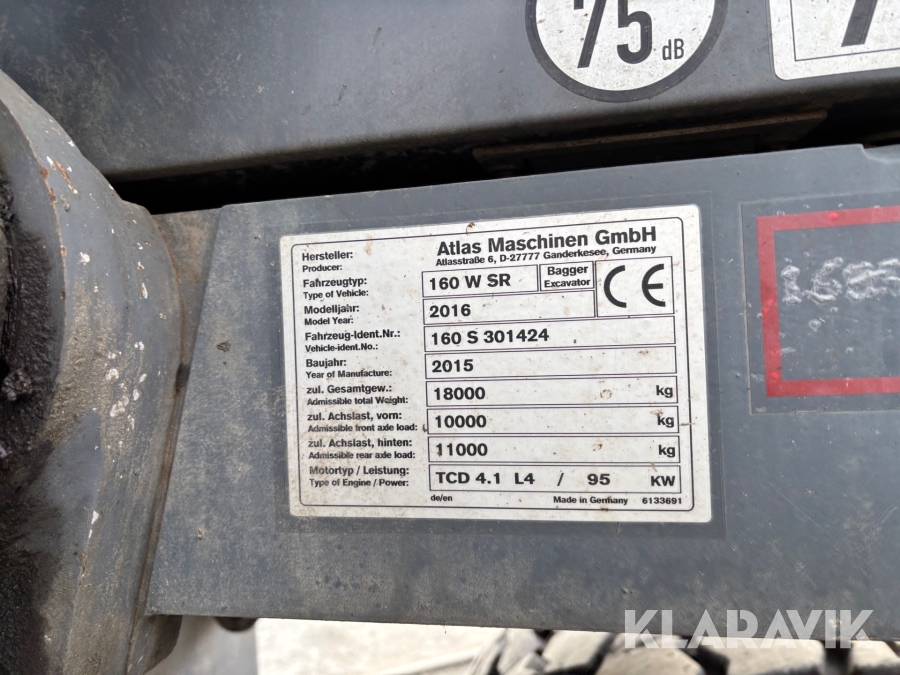 75
dB
7
Hersteller: Atlas Maschinen GmbH
Producer: Atlasstraße 6, D-27777 Ganderkesee, Germany
Fahrzeugtyp: 160 W SR Bagger
Type of Vehicle: Excavator
CE
Modelljahr: 2016
Model Year:
Fahrzeug-Ident.Nr.: 160 S 301424
Vehicle-ident.No.:
Baujahr: 2015
Year of Manufacture:
zul. Gesamtgew.: 18000 kg
Admissible total Weight:
zul. Achslast, vorn: 10000 kg
Admissible front axle load:
zul. Achslast, hinten: 11000 kg
Admissible rear axle load:
Motortyp / Leistung: TCD 4.1 L4 / 95 KW
Type of Engine / Power:
de/en Made in Germany 6133691
KLARAVIK